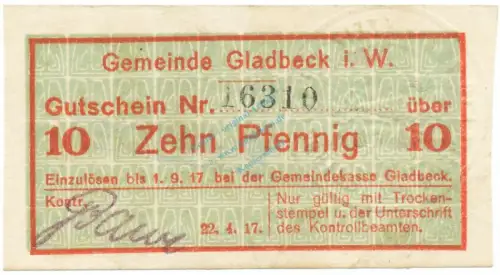 Gemeinde Gladbeck i. W.
Gutschein Nr. 16310 über
10 Zehn Pfennig 10
Einzulösen bis 1. 9. 17 bei der Gemeindekasse Gladbeck.
Kontr.
22. 4. 17.
Nur gültig mit Trocken-
stempel u. der Unterschrift
des Kontrollbeamten.